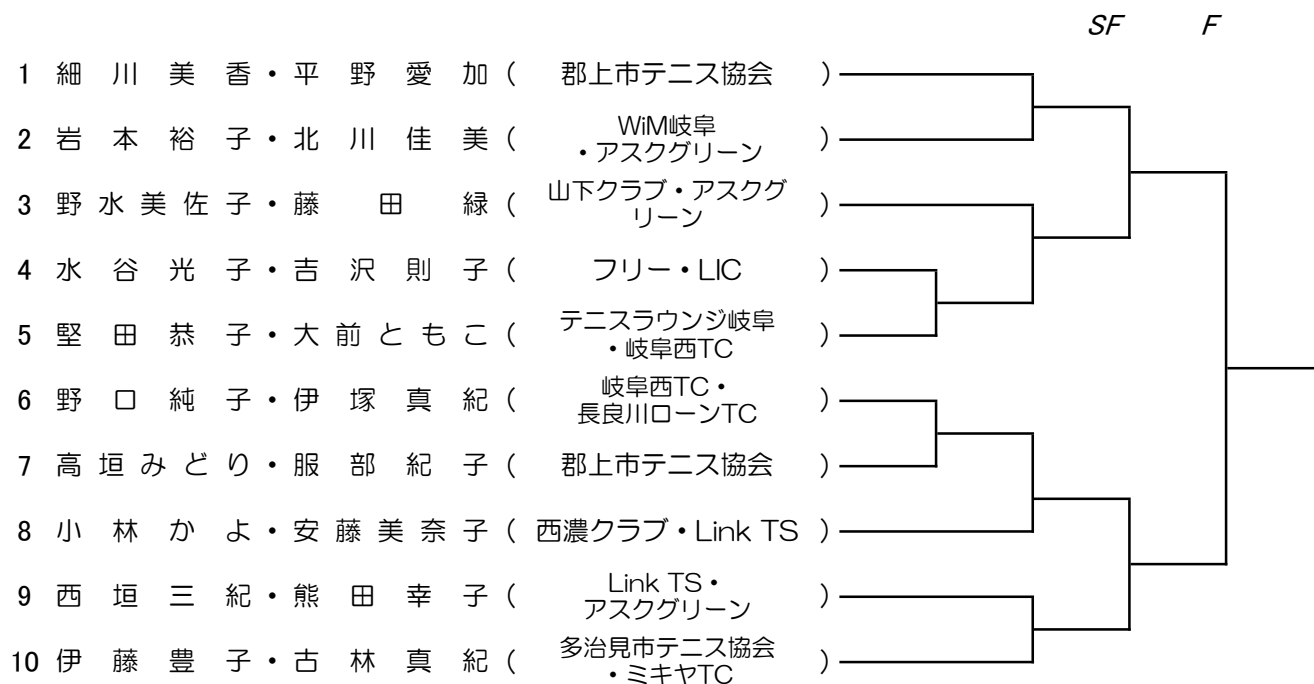 SF F
1 細川美香・平野愛加(郡上市テニス協会)
2 岩本裕子・北川佳美(WiM岐阜
・アスクグリーン)
3 野水美佐子・藤田緑(山下クラブ・アスクグ
リーン)
4 水谷光子・吉沢則子(フリー・LIC)
5 堅田恭子・大前ともこ(テニスラウンジ岐阜
・岐阜西TC)
6 野口純子・伊塚真紀(岐阜西TC・
長良川ローンTC)
7 高垣みどり・服部紀子(郡上市テニス協会)
8 小林かよ・安藤美奈子(西濃クラブ・Link TS)
9 西垣三紀・熊田幸子(Link TS・
アスクグリーン)
10 伊藤豊子・古林真紀(多治見市テニス協会
・ミキヤTC)